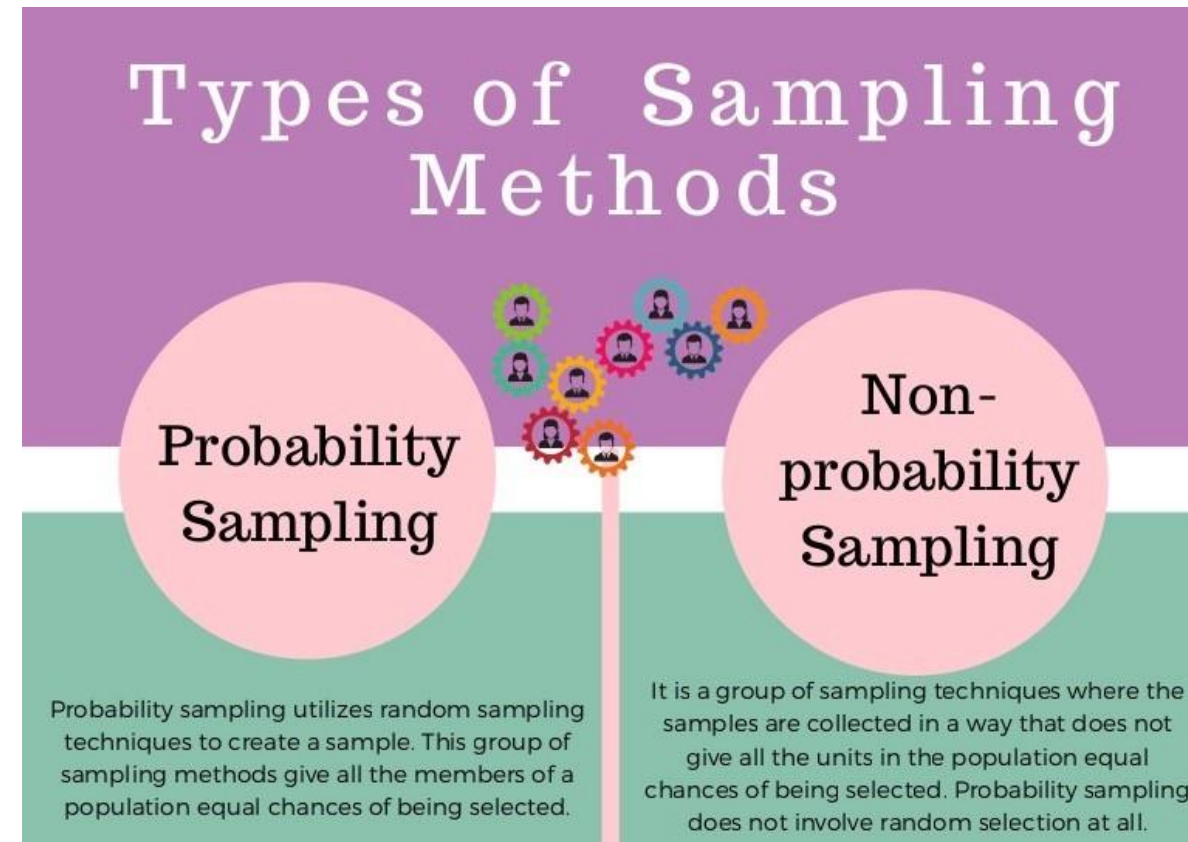 Types of Sampling
Methods
Probability
Sampling
Probability sampling utilizes random sampling
techniques to create a sample. This group of
sampling methods give all the members of a
population equal chances of being selected.
Non-
probability
Sampling
It is a group of sampling techniques where the
samples are collected in a way that does not
give all the units in the population equal
chances of being selected. Probability sampling
does not involve random selection at all.